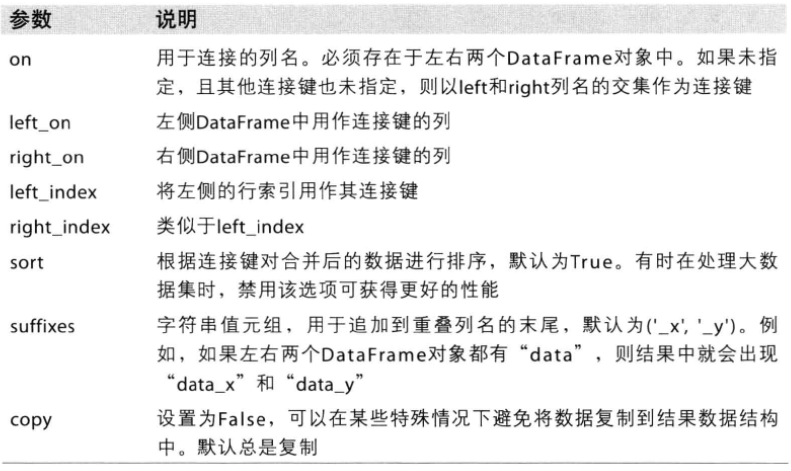 参数 说明
on 用于连接的列名。必须存在于左右两个DataFrame对象中。如果未指
定，且其他连接键也未指定，则以left和right列名的交集作为连接键
left_on 左侧DataFrame中用作连接键的列
right_on 右侧DataFrame中用作连接键的列
left_index 将左侧的行索引用作其连接键
right_index 类似于left_index
sort 根据连接键对合并后的数据进行排序，默认为True。有时在处理大数
据集时，禁用该选项可获得更好的性能
suffixes 字符串值元组，用于追加到重叠列名的末尾，默认为('_x', '_y')。例
如，如果左右两个DataFrame对象都有“data”，则结果中就会出现
“data_x”和“data_y”
copy 设置为False，可以在某些特殊情况下避免将数据复制到结果数据结构
中。默认总是复制